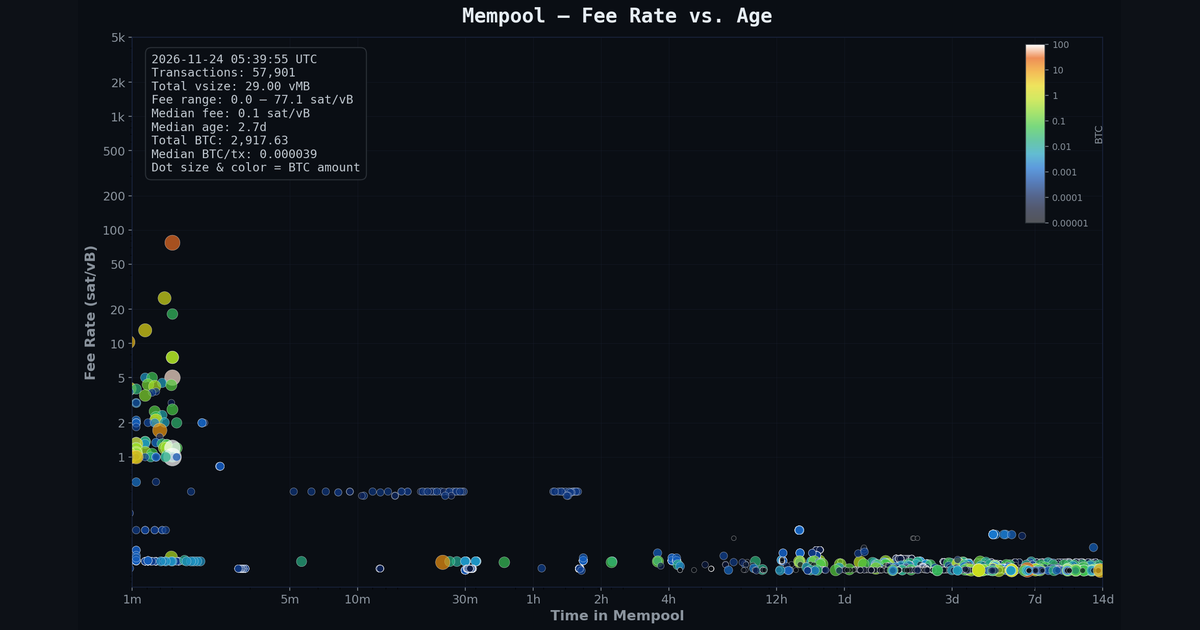 Mempool — Fee Rate vs. Age
2026-11-24 05:39:55 UTC
Transactions: 57,901
Total vsize: 29.00 vMB
Fee range: 0.0 – 77.1 sat/vB
Median fee: 0.1 sat/vB
Median age: 2.7d
Total BTC: 2,917.63
Median BTC/tx: 0.000039
Dot size & color = BTC amount
100
10
1
0.1
0.01
0.001
0.0001
0.00001
BTC
Fee Rate (sat/vB)
5k
2k
1k
500
200
100
50
20
10
5
2
1
1m
5m
10m
30m
1h
2h
4h
12h
1d
3d
7d
14d
Time in Mempool